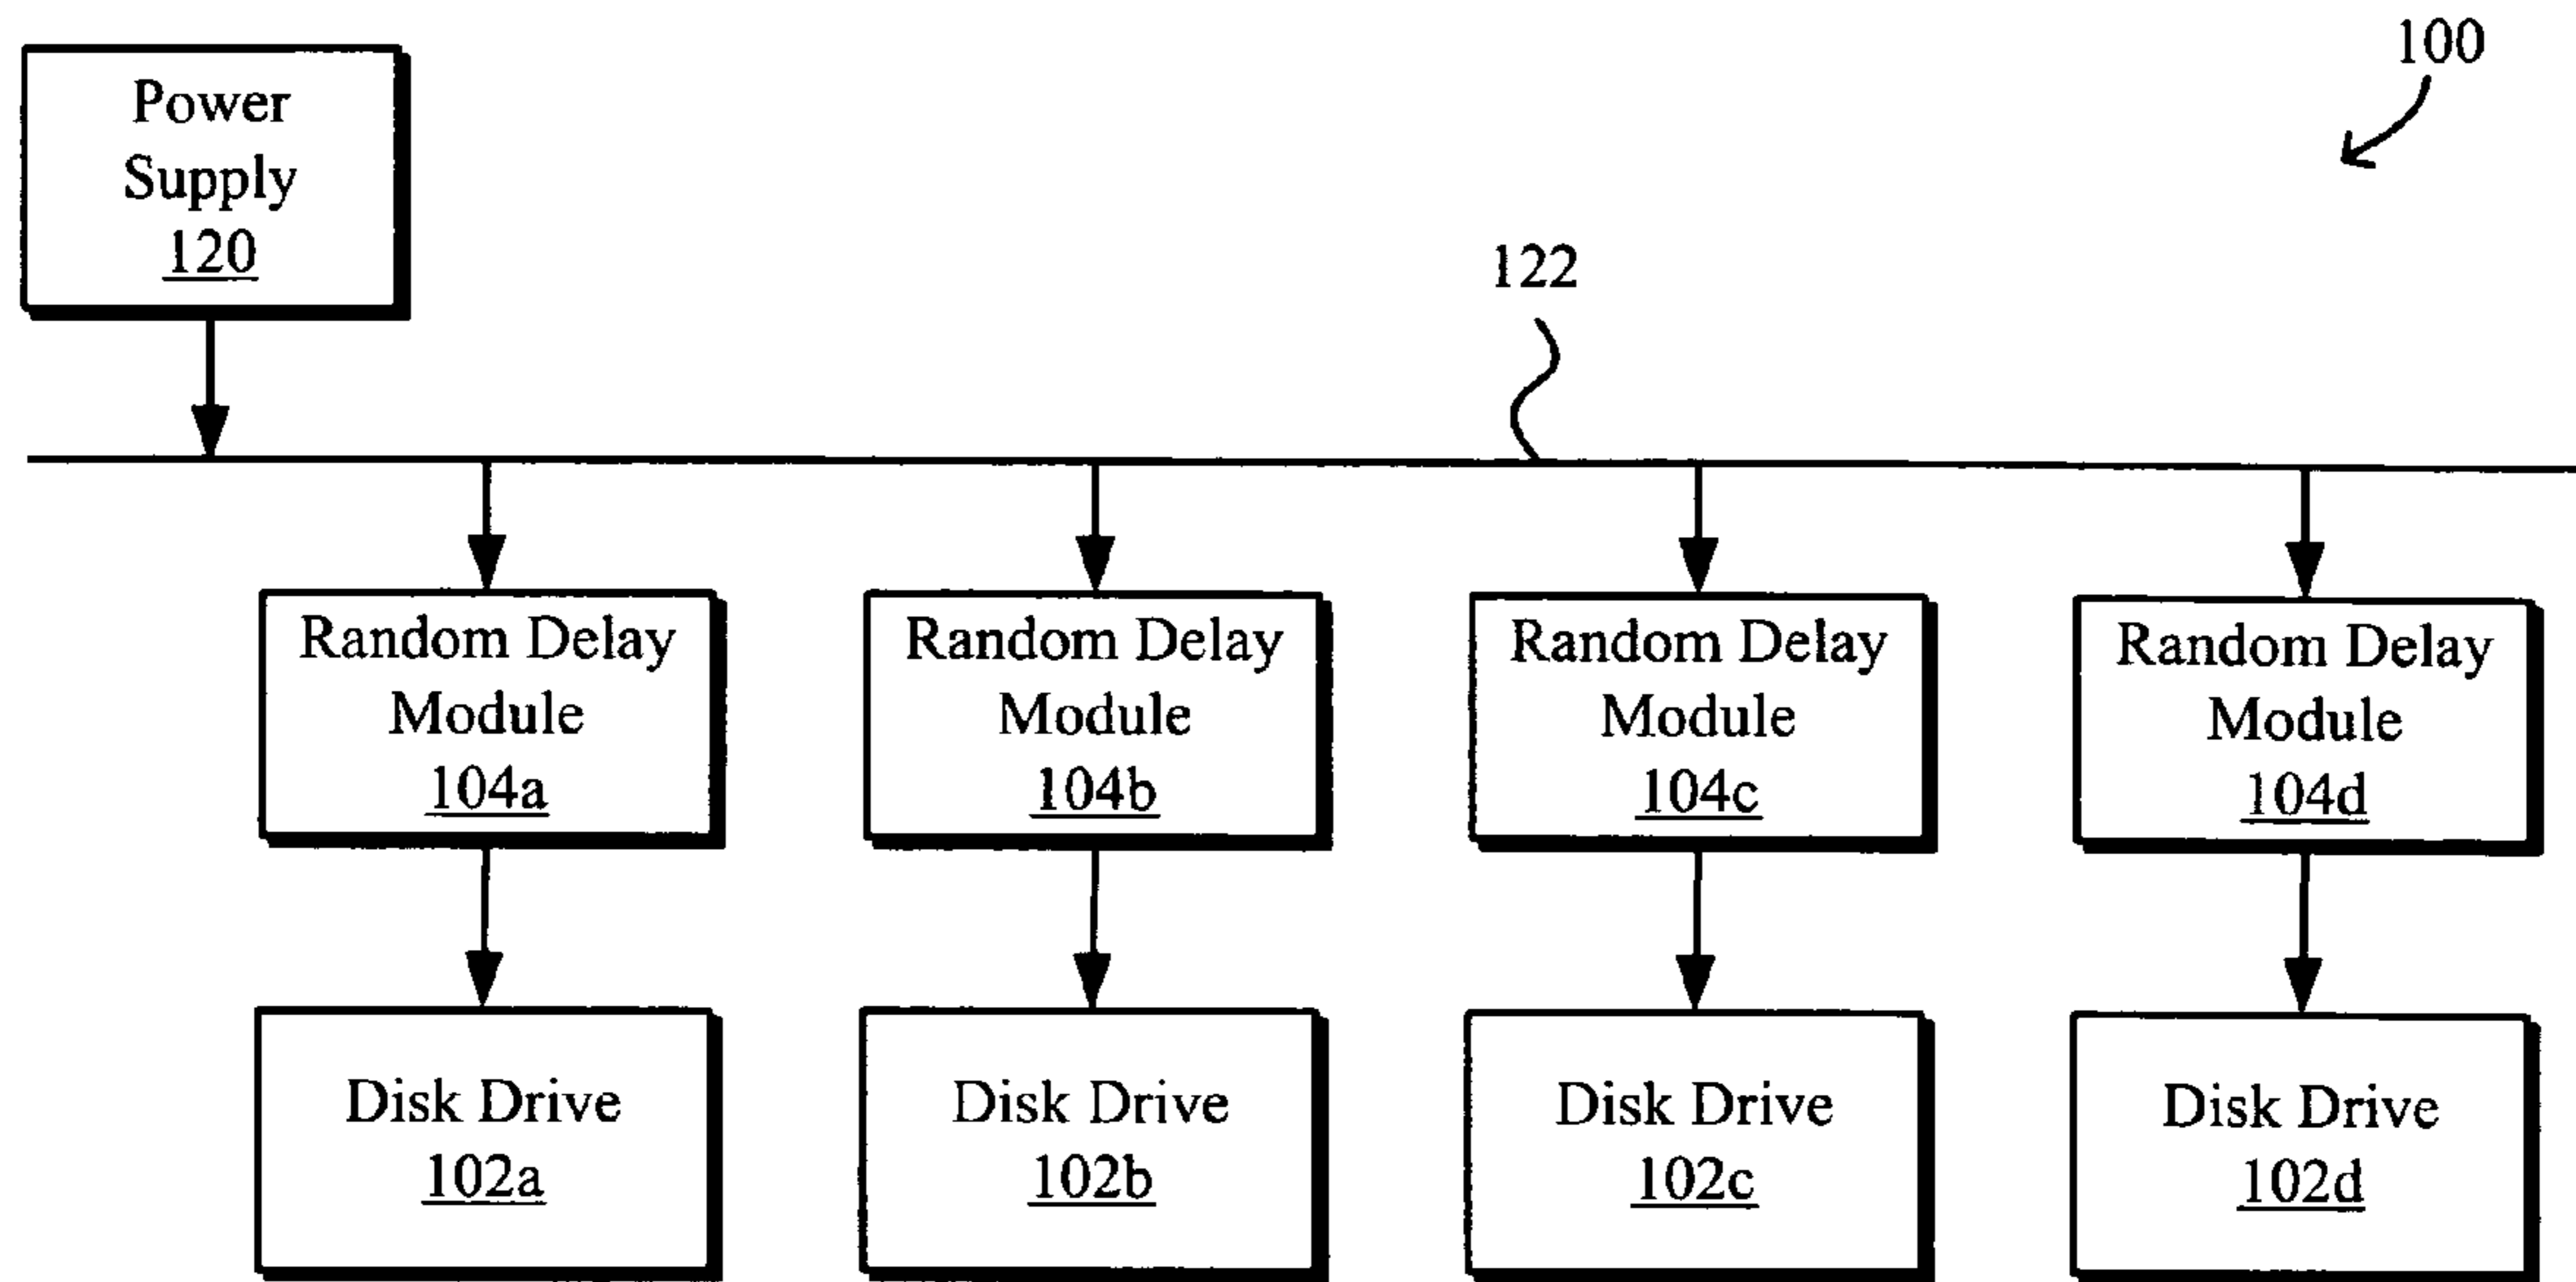 100
Power
Supply
120
122
Random Delay
Module
104a
Random Delay
Module
104b
Random Delay
Module
104c
Random Delay
Module
104d
Disk Drive
102a
Disk Drive
102b
Disk Drive
102c
Disk Drive
102d